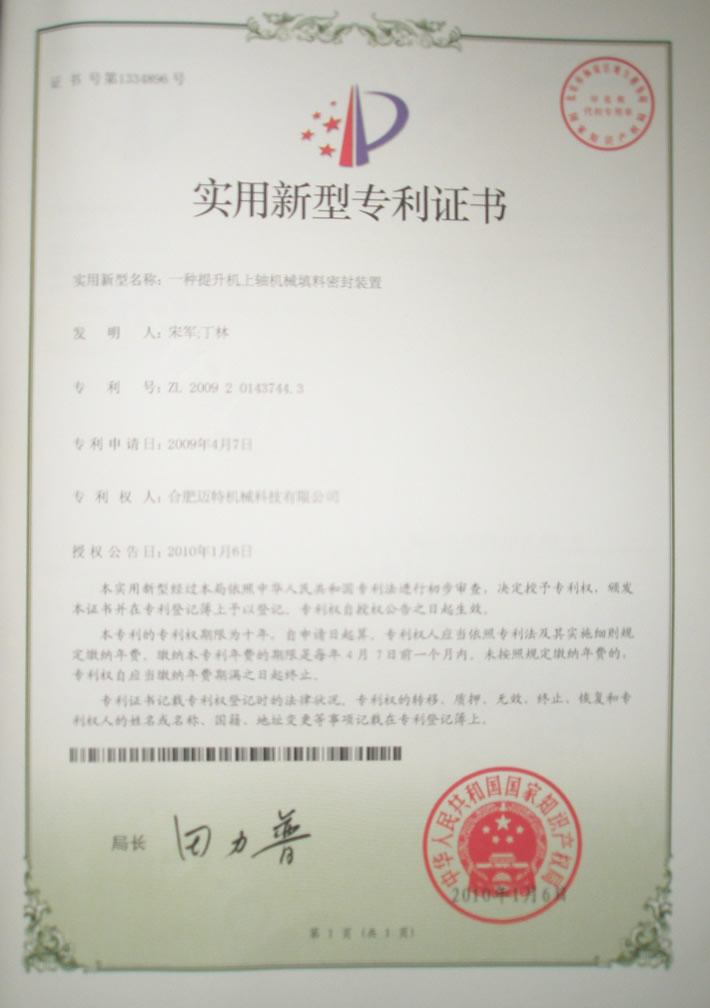 证书号第1334896号
实用新型专利证书
实用新型名称：一种提升机上轴机械填料密封装置
发明人：宋军;丁林
专利号：ZL 2009 2 0143744.3
专利申请日：2009年4月7日
专利权人：合肥迈特机械科技有限公司
授权公告日：2010年1月6日
本实用新型经过本局依照中华人民共和国专利法进行初步审查，决定授予专利权，颁发
本证书并在专利登记簿上予以登记。专利权自授权公告之日起生效。
本专利的专利权期限为十年，自申请日起算。专利权人应当依照专利法及其实施细则规
定缴纳年费。缴纳本专利年费的期限是每年4月7日前一个月内。未按照规定缴纳年费的，
专利权自应当缴纳年费期满之日起终止。
专利证书记载专利权登记时的法律状况。专利权的转移、质押、无效、终止、恢复和专
利权人的姓名或名称、国籍、地址变更等事项记载在专利登记簿上。
局长 田力普
中华人民共和国国家知识产权局
2010年1月6日
第1页(共1页)